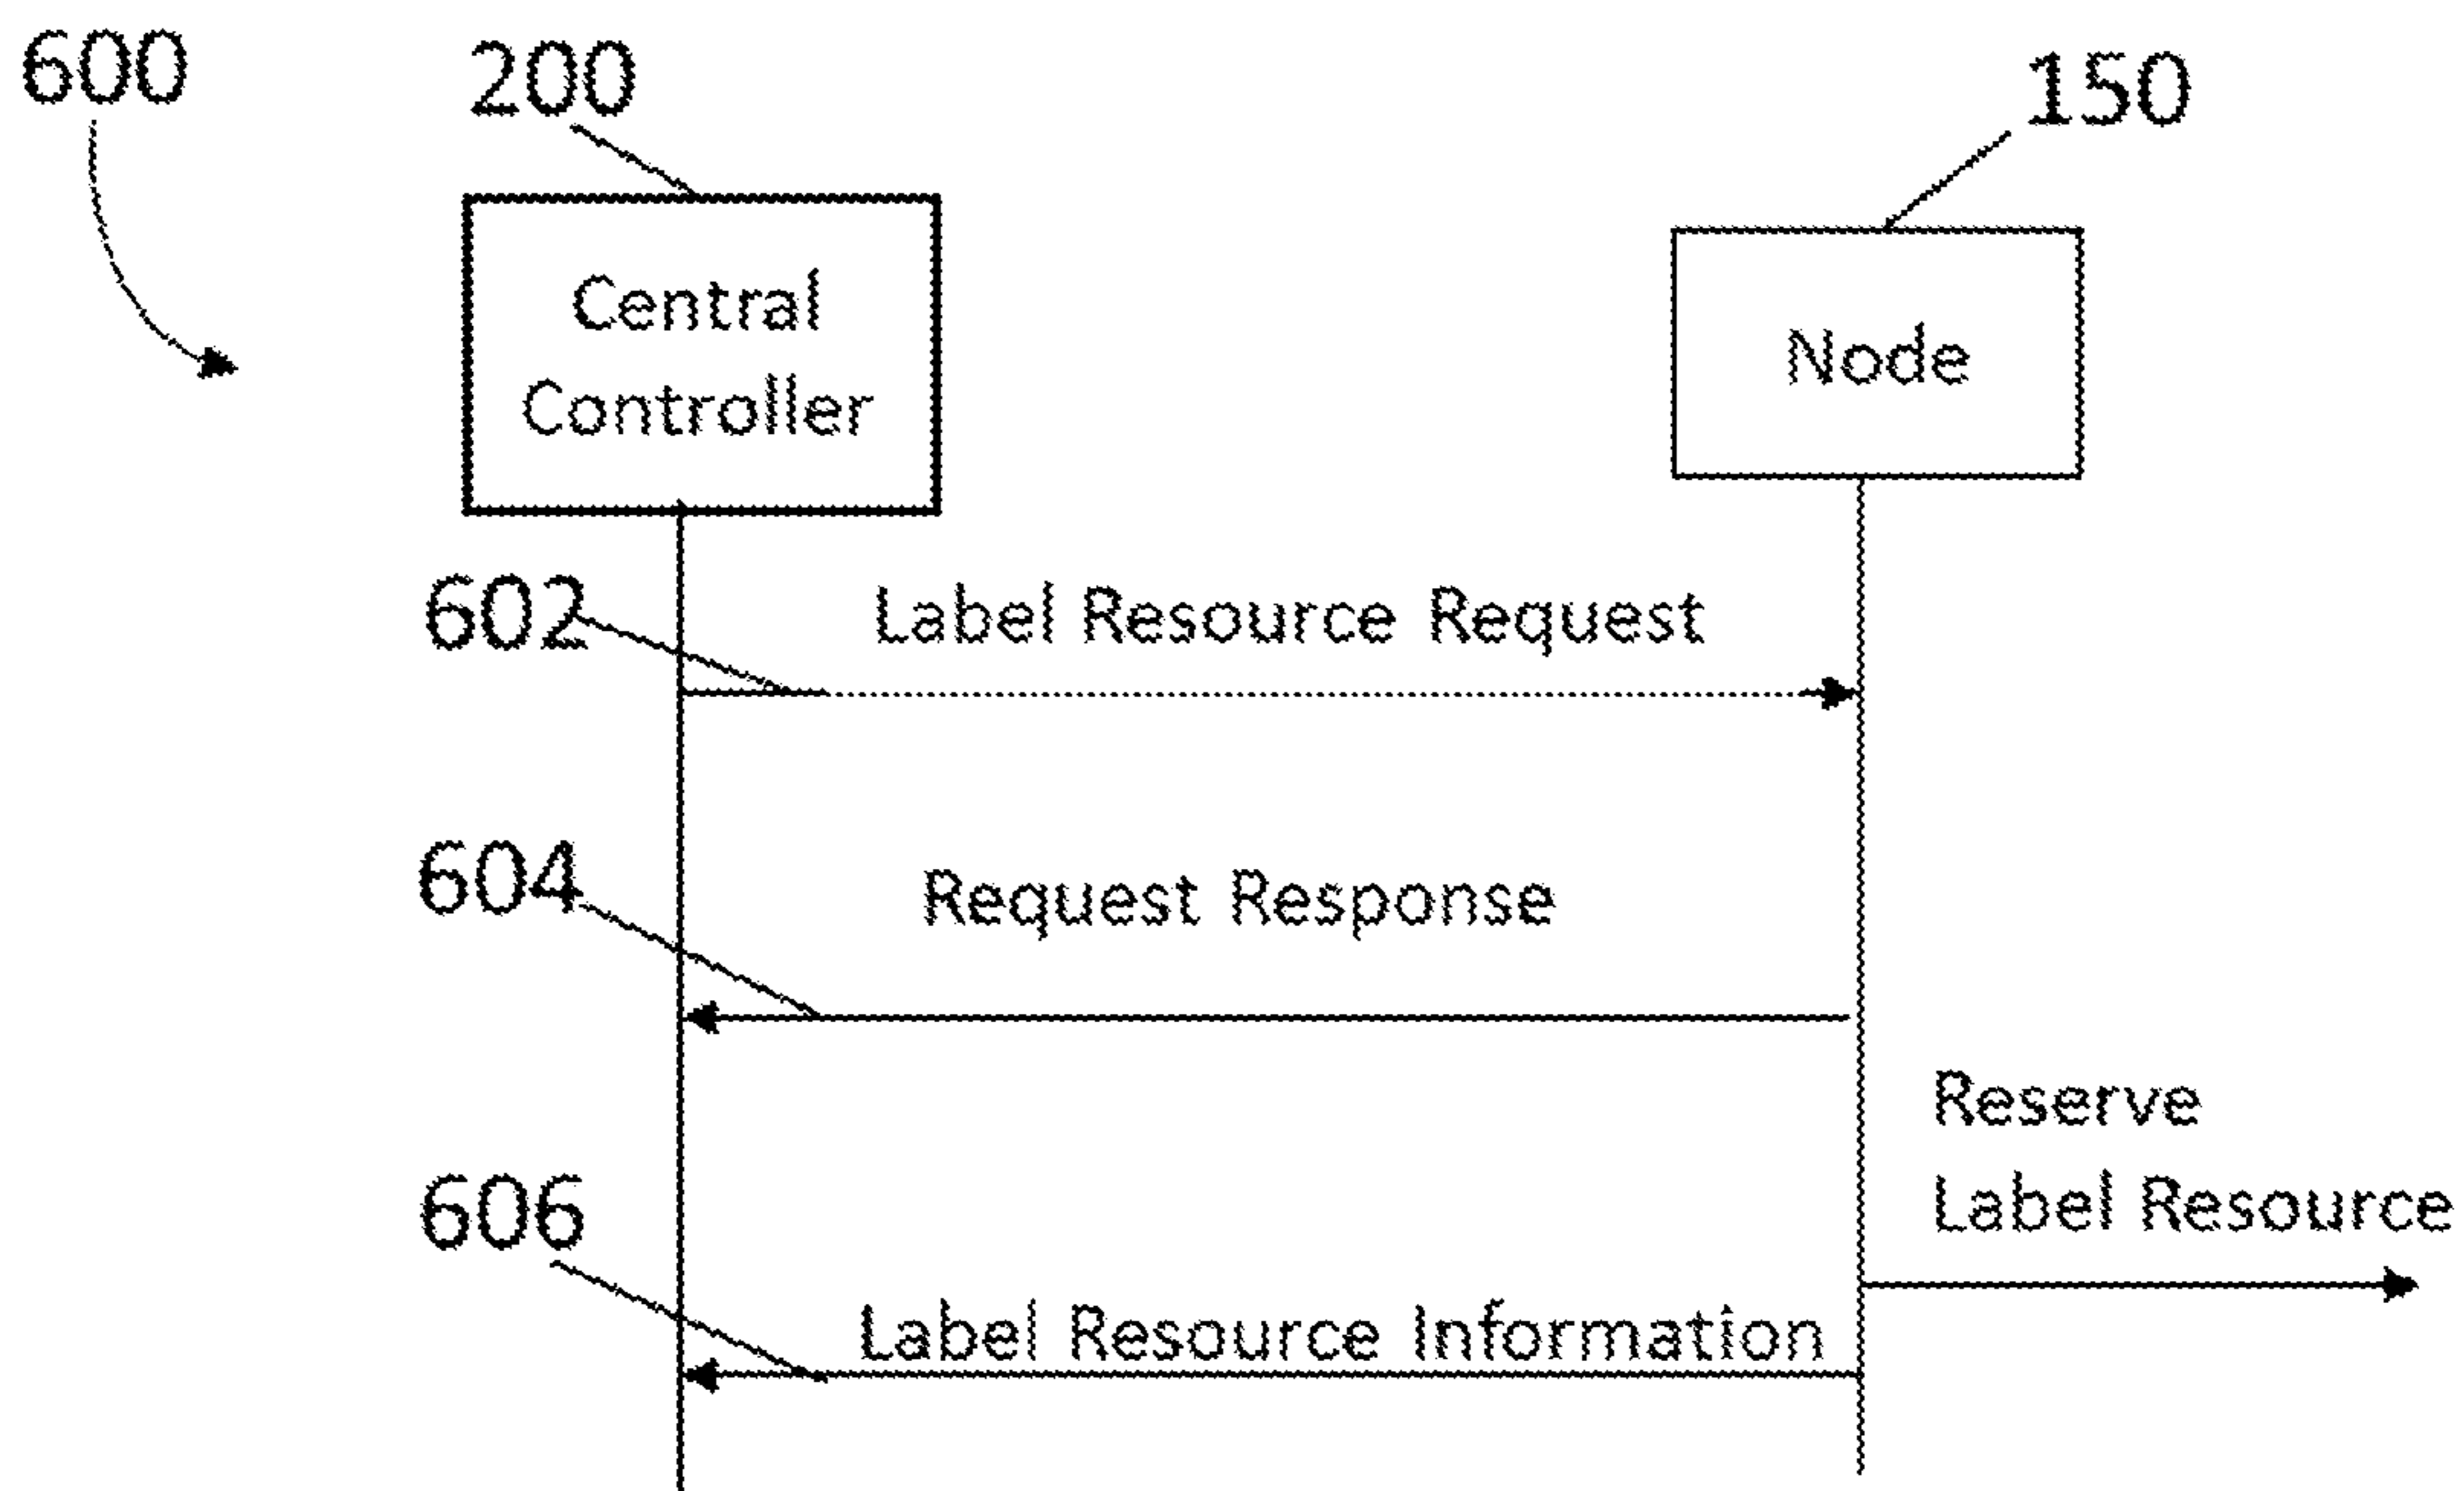 600
200
150
Central
Controller
Node
602
Label Resource Request
604
Request Response
Reserve
Label Resource
606
Label Resource Information